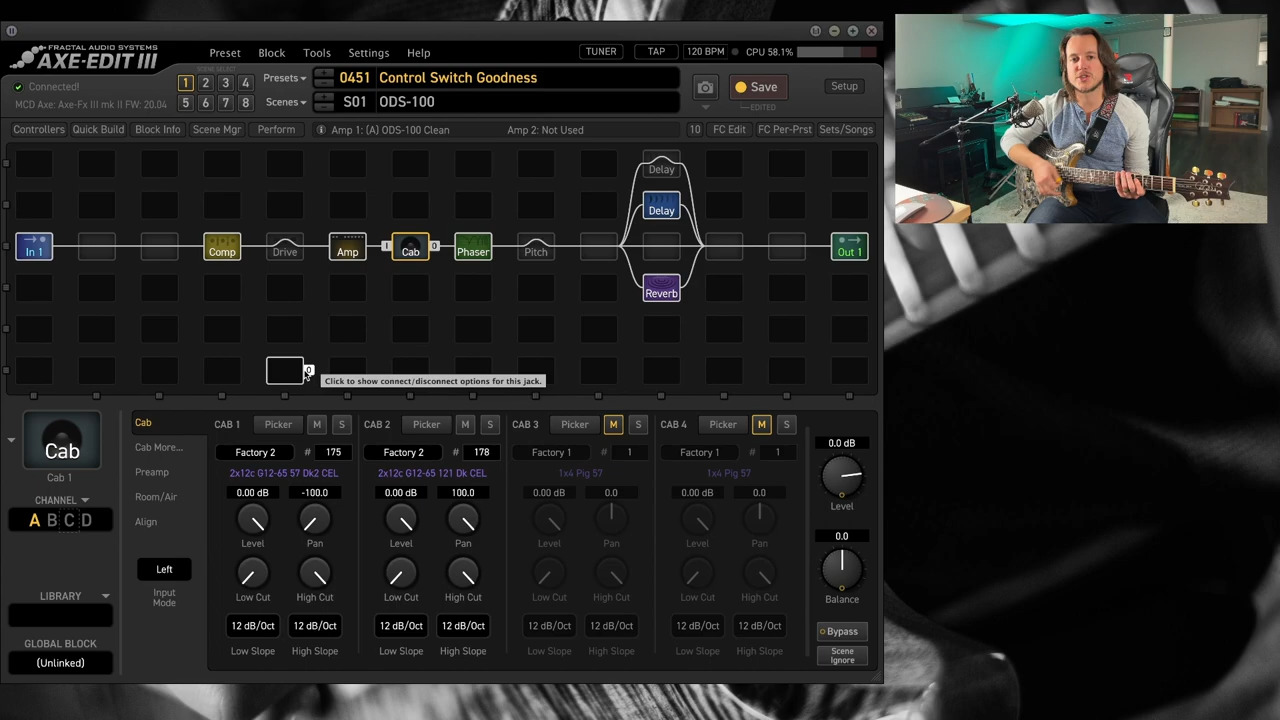 FRACTAL AUDIO SYSTEMS
AXE-EDIT III
Preset Block Tools Settings Help
TUNER TAP 120 BPM CPU 58.1%
Connected!
MCD Axe: Axe-Fx III mk II FW: 20.04
SCENE SELECT
1 2 3 4
5 6 7 8
Presets 0451 Control Switch Goodness
Scenes S01 ODS-100
Save
EDITED
Setup
Controllers Quick Build Block Info Scene Mgr Perform Amp 1: (A) ODS-100 Clean Amp 2: Not Used 10 FC Edit FC Per-Prst Sets/Songs
Delay
Delay
In 1 Comp Drive Amp I Cab O Phaser Pitch Out 1
Reverb
O
Click to show connect/disconnect options for this jack.
Cab
Cab 1
CHANNEL
A B C D
LIBRARY
GLOBAL BLOCK
(Unlinked)
Cab
Cab More...
Preamp
Room/Air
Align
Left
Input
Mode
CAB 1 Picker M S CAB 2 Picker M S CAB 3 Picker M S CAB 4 Picker M S
Factory 2 # 175 Factory 2 # 178 Factory 1 # 1 Factory 1 # 1
2x12c G12-65 57 Dk2 CEL 2x12c G12-65 121 Dk CEL 1x4 Pig 57 1x4 Pig 57
0.00 dB -100.0 0.00 dB 100.0 0.00 dB 0.0 0.00 dB 0.0
Level Pan Level Pan Level Pan Level Pan
Low Cut High Cut Low Cut High Cut Low Cut High Cut Low Cut High Cut
12 dB/Oct 12 dB/Oct 12 dB/Oct 12 dB/Oct 12 dB/Oct 12 dB/Oct 12 dB/Oct 12 dB/Oct
Low Slope High Slope Low Slope High Slope Low Slope High Slope Low Slope High Slope
0.0 dB
Level
0.0
Balance
Bypass
Scene
Ignore